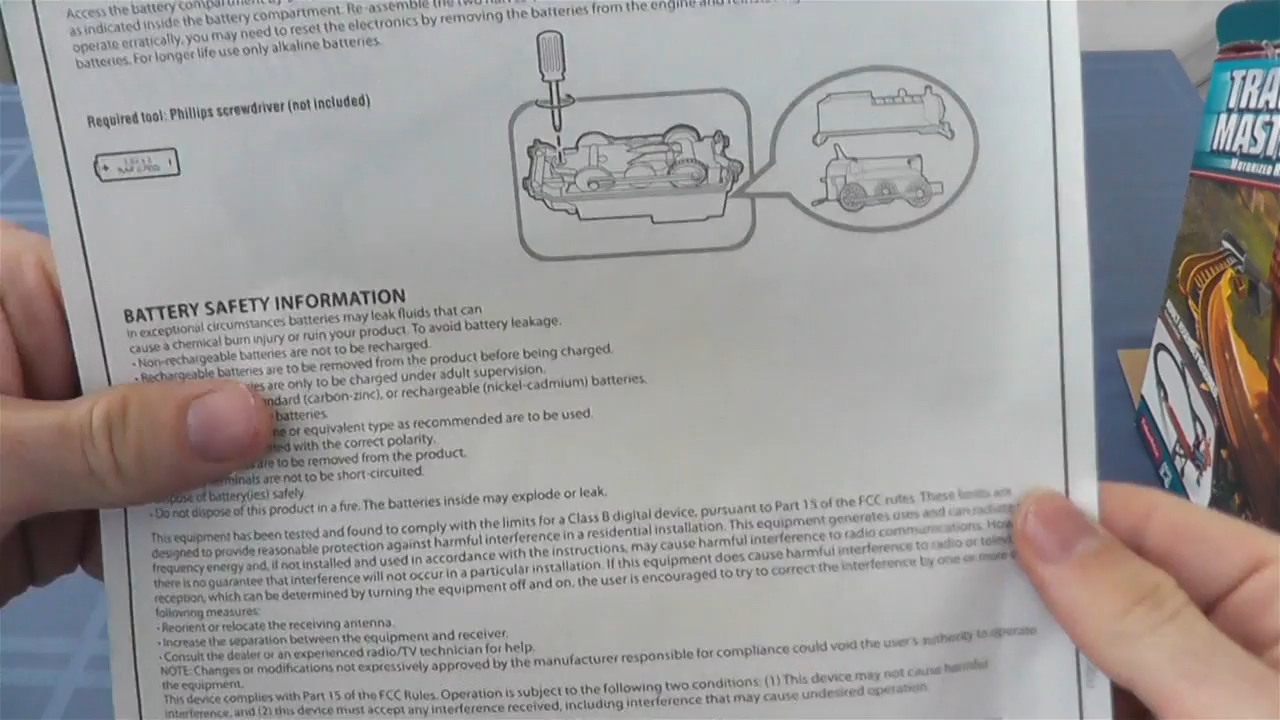 Access the battery compartment by
as indicated inside the battery compartment. Re-assemble the two
operate erratically, you may need to reset the electronics by removing the batteries from the engine and
batteries. For longer life use only alkaline batteries.
Required tool: Phillips screwdriver (not included)
BATTERY SAFETY INFORMATION
In exceptional circumstances batteries may leak fluids that can
cause a chemical burn injury or ruin your product. To avoid battery leakage.
• Non-rechargeable batteries are not to be recharged.
• Rechargeable batteries are to be removed from the product before being charged.
are only to be charged under adult supervision.
(carbon-zinc), or rechargeable (nickel-cadmium) batteries.
batteries.
or equivalent type as recommended are to be used.
with the correct polarity.
are to be removed from the product.
are not to be short-circuited.
of battery(ies) safely.
• Do not dispose of this product in a fire. The batteries inside may explode or leak.
This equipment has been tested and found to comply with the limits for a Class B digital device, pursuant to Part 15 of the FCC rules. These limits are
designed to provide reasonable protection against harmful interference in a residential installation. This equipment generates uses and can radiate
frequency energy and, if not installed and used in accordance with the instructions, may cause harmful interference to radio communications.
there is no guarantee that interference will not occur in a particular installation. If this equipment does cause harmful interference to radio or
reception, which can be determined by turning the equipment off and on, the user is encouraged to try to correct the interference by one or more
following measures:
• Reorient or relocate the receiving antenna.
• Increase the separation between the equipment and receiver.
• Consult the dealer or an experienced radio/TV technician for help.
NOTE: Changes or modifications not expressively approved by the manufacturer responsible for compliance could void the user's authority to operate
the equipment.
This device complies with Part 15 of the FCC Rules. Operation is subject to the following two conditions: (1) This device may not cause harmful
interference, and (2) this device must accept any interference received, including interference that may cause undesired operation.
TRA
MAST